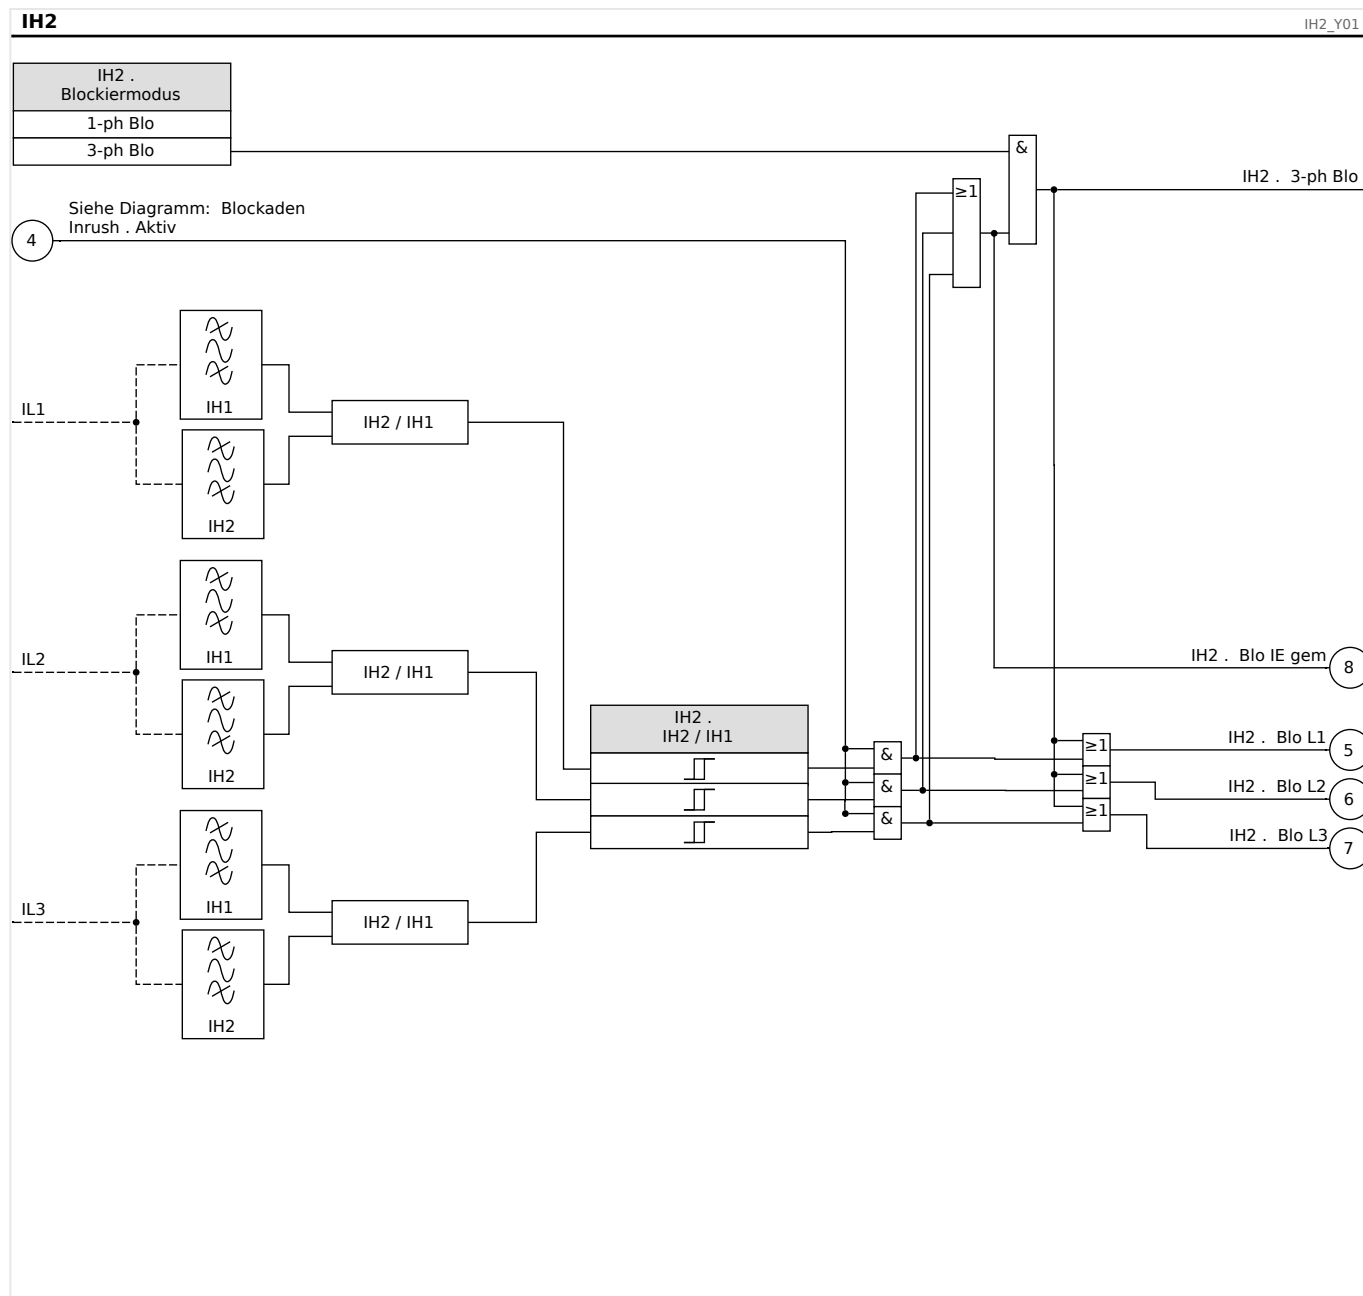 IH2
IH2_Y01
IH2 .
Blockiermodus
1-ph Blo
3-ph Blo
&
IH2 . 3-ph Blo
≥1
Siehe Diagramm: Blockaden
Inrush . Aktiv
4
IH1
IL1
IH2 / IH1
IH2
IH1
IL2
IH2 / IH1
IH2
IH2 . Blo IE gem
8
IH2 .
IH2 / IH1
&
&
&
≥1
≥1
≥1
IH2 . Blo L1
5
IH2 . Blo L2
6
IH2 . Blo L3
7
IH1
IL3
IH2 / IH1
IH2